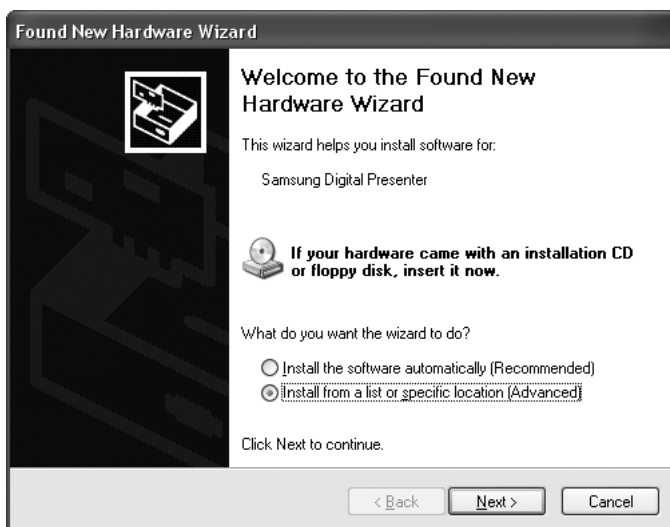 Found New Hardware Wizard
Welcome to the Found New
Hardware Wizard
This wizard helps you install software for:
Samsung Digital Presenter
If your hardware came with an installation CD
or floppy disk, insert it now.
What do you want the wizard to do?
Install the software automatically (Recommended)
Install from a list or specific location (Advanced)
Click Next to continue.
< Back Next > Cancel